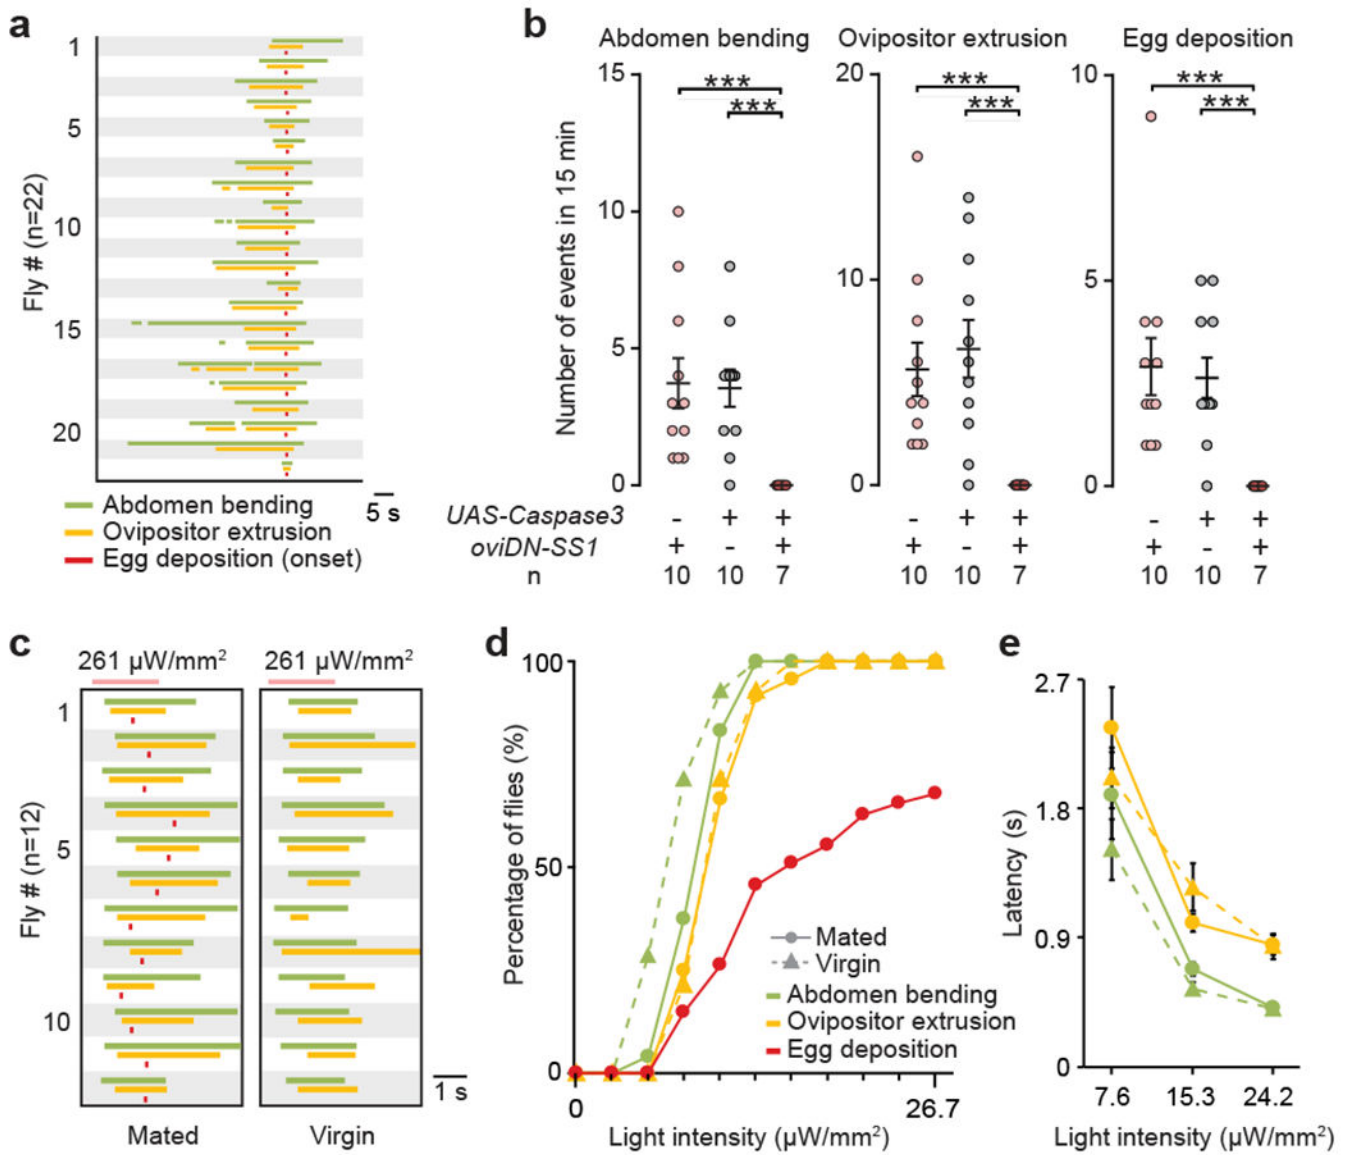 a
1
5
10
15
20
Fly # (n=22)
Abdomen bending
Ovipositor extrusion
Egg deposition (onset)
5 s
b
Abdomen bending
Ovipositor extrusion
Egg deposition
Number of events in 15 min
15
10
5
0
***
***
20
10
0
***
***
10
5
0
***
***
UAS-Caspase3 - + + - + + - + +
oviDN-SS1 + - + + - + + - +
n 10 10 7 10 10 7 10 10 7
c
261 µW/mm² 261 µW/mm²
1
5
10
Fly # (n=12)
1 s
Mated Virgin
d
100
50
0
Percentage of flies (%)
Mated
Virgin
Abdomen bending
Ovipositor extrusion
Egg deposition
0 26.7
Light intensity (µW/mm²)
e
2.7
1.8
0.9
0
Latency (s)
7.6 15.3 24.2
Light intensity (µW/mm²)